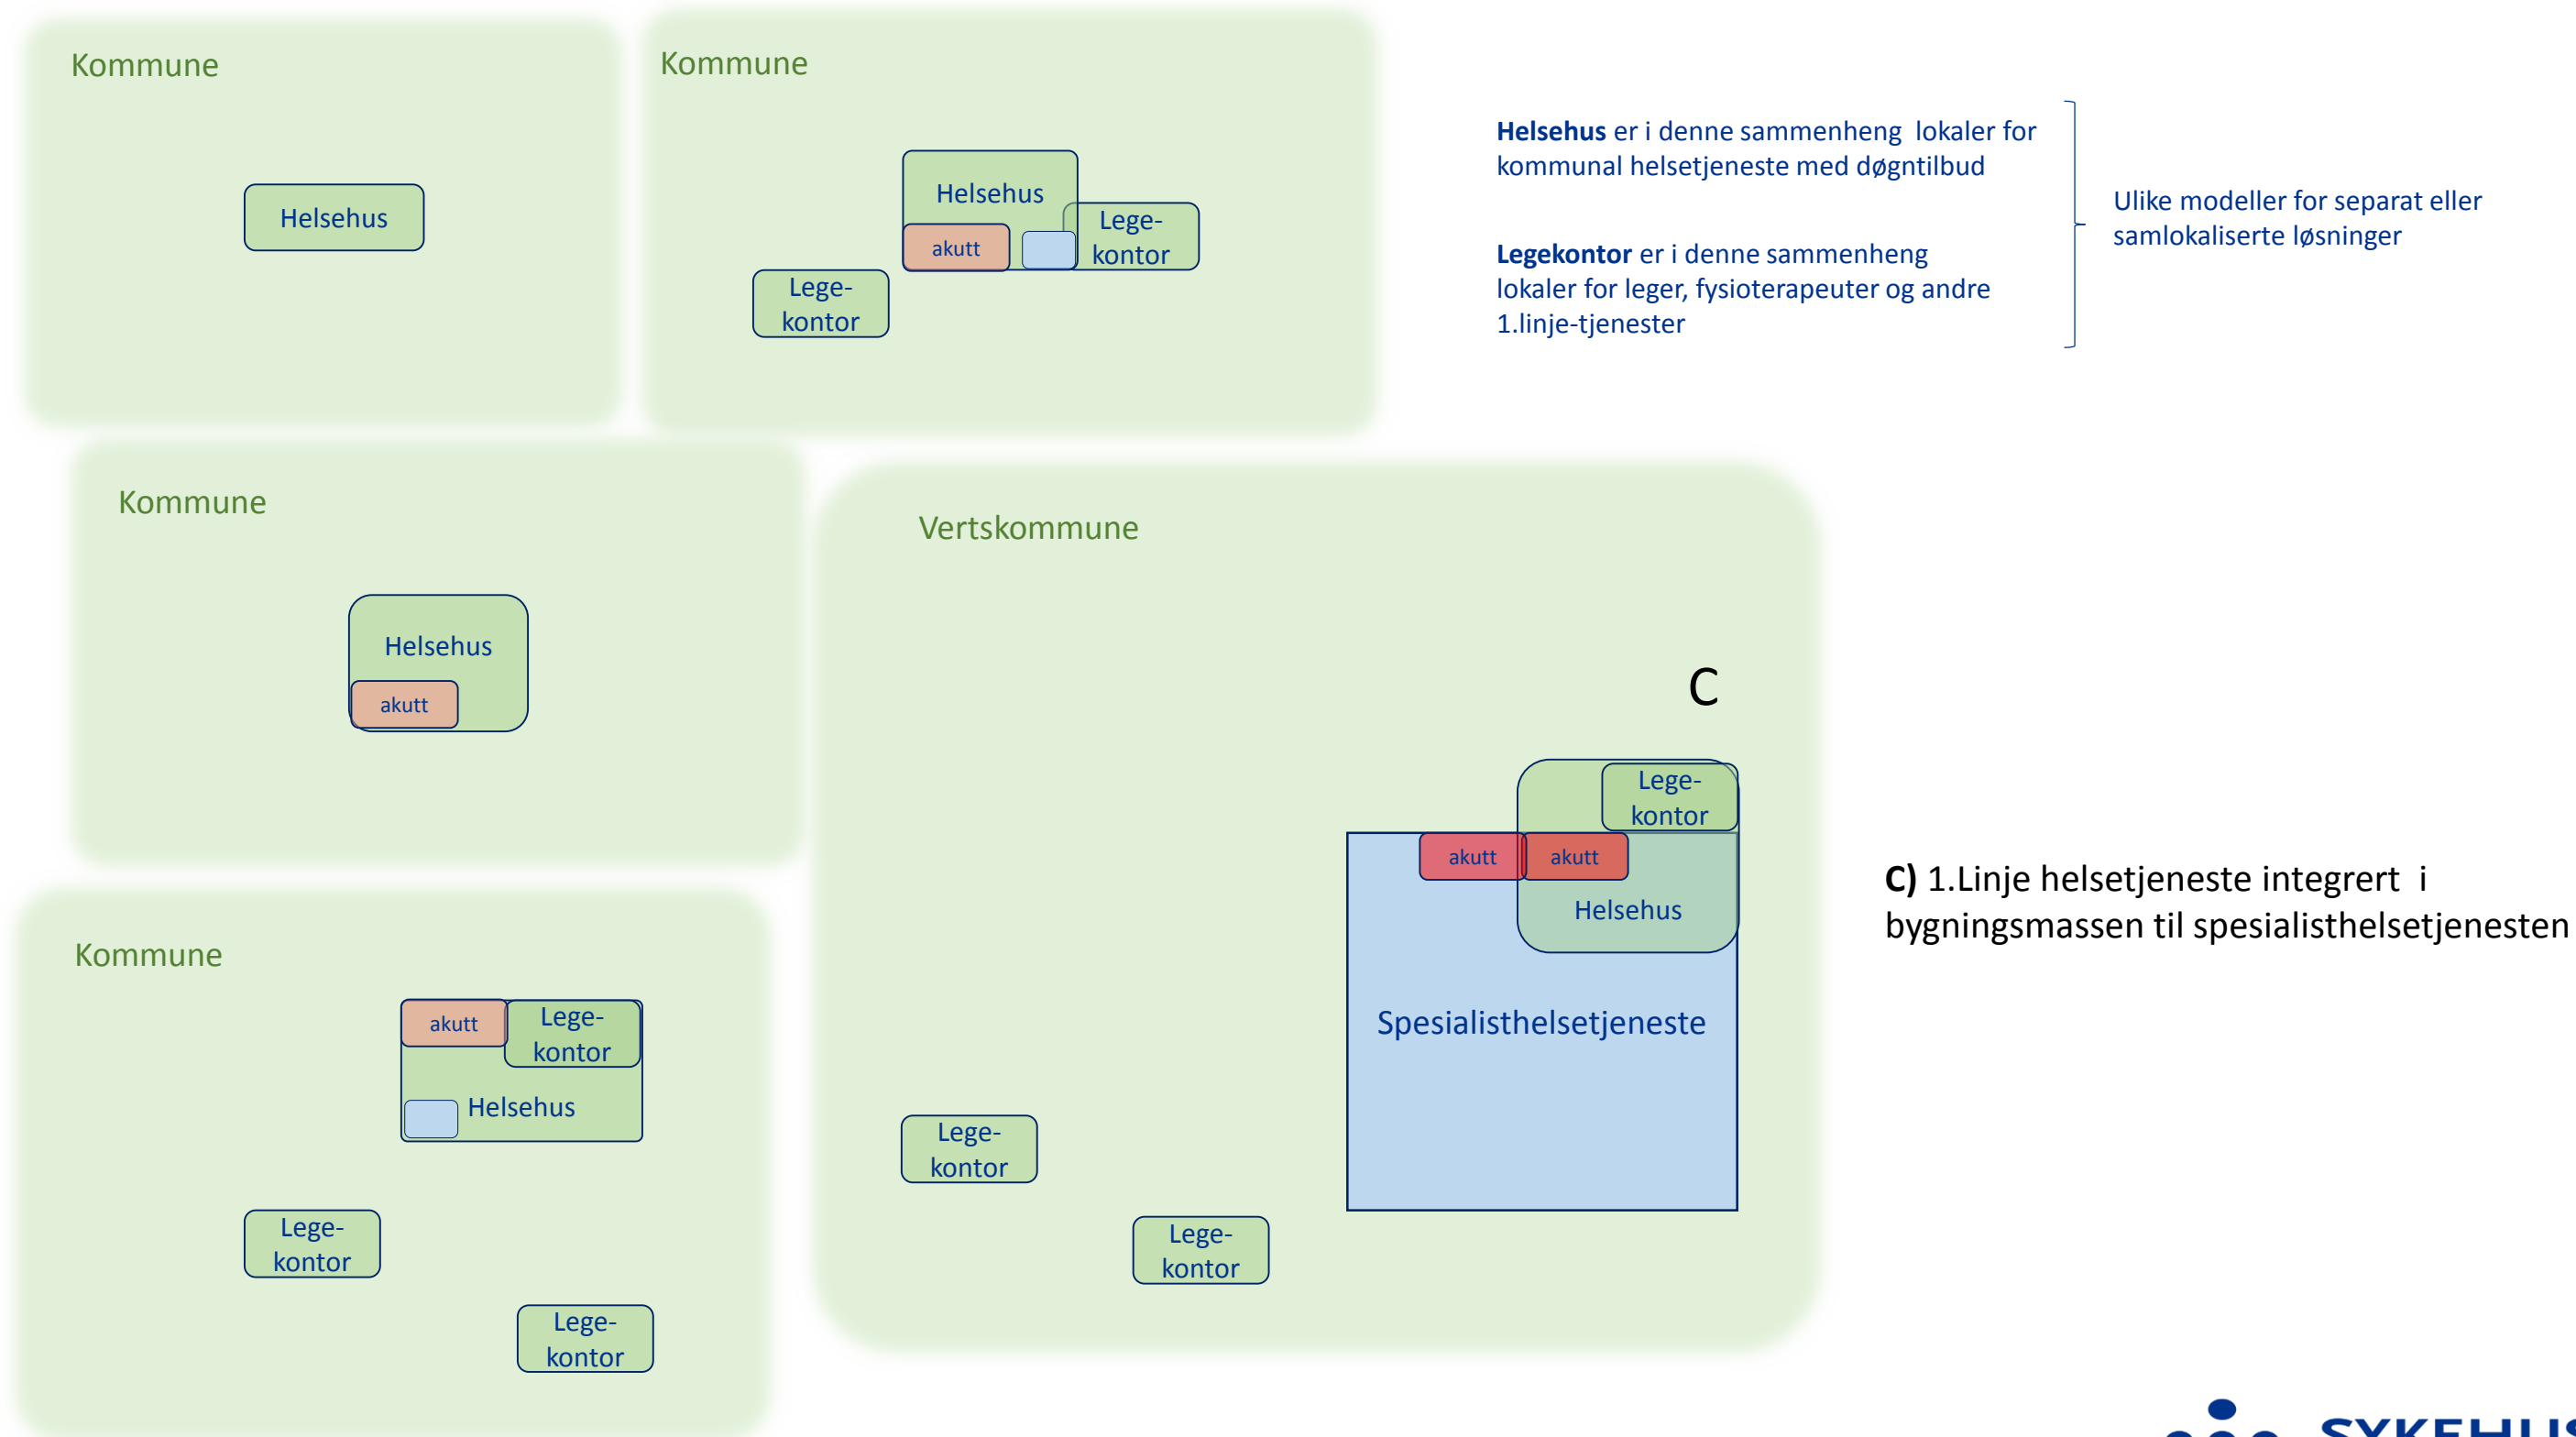 Kommune
Helsehus
Kommune
Helsehus
akutt
Lege-
kontor
Lege-
kontor
Helsehus er i denne sammenheng lokaler for
kommunal helsetjeneste med døgntilbud
Legekontor er i denne sammenheng
lokaler for leger, fysioterapeuter og andre
1.linje-tjenester
Ulike modeller for separat eller
samlokaliserte løsninger
Kommune
Helsehus
akutt
Vertskommune
C
Lege-
kontor
akutt
akutt
Helsehus
Spesialisthelsetjeneste
Lege-
kontor
Lege-
kontor
C) 1.Linje helsetjeneste integrert i
bygningsmassen til spesialisthelsetjenesten
Kommune
akutt
Lege-
kontor
Helsehus
Lege-
kontor
Lege-
kontor